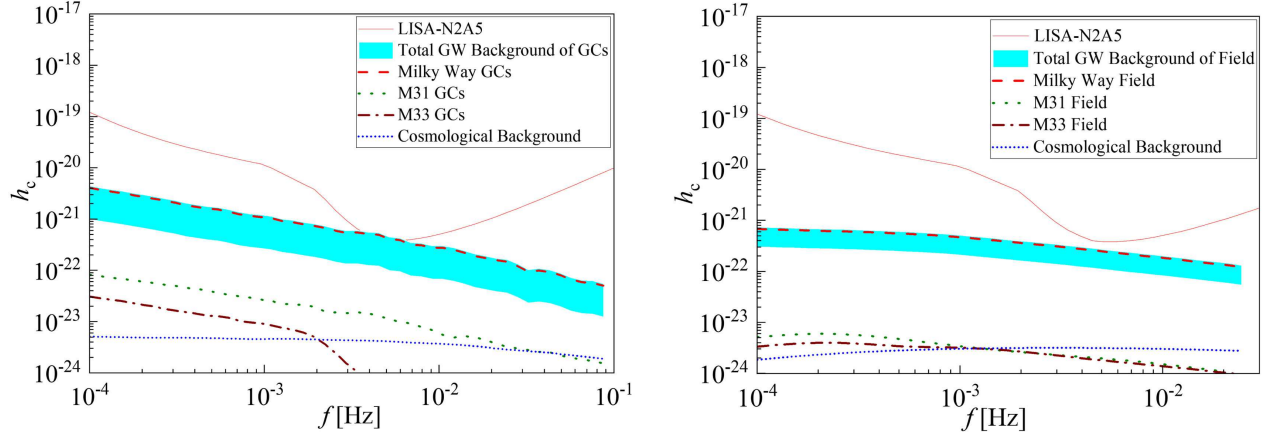 10⁻¹⁷
10⁻¹⁸
10⁻¹⁹
10⁻²⁰
10⁻²¹
10⁻²²
10⁻²³
10⁻²⁴
h_c
LISA-N2A5
Total GW Background of GCs
Milky Way GCs
M31 GCs
M33 GCs
Cosmological Background
10⁻⁴ 10⁻³ 10⁻² 10⁻¹
f [Hz]
10⁻¹⁷
10⁻¹⁸
10⁻¹⁹
10⁻²⁰
10⁻²¹
10⁻²²
10⁻²³
10⁻²⁴
h_c
LISA-N2A5
Total GW Background of Field
Milky Way Field
M31 Field
M33 Field
Cosmological Background
10⁻⁴ 10⁻³ 10⁻²
f [Hz]